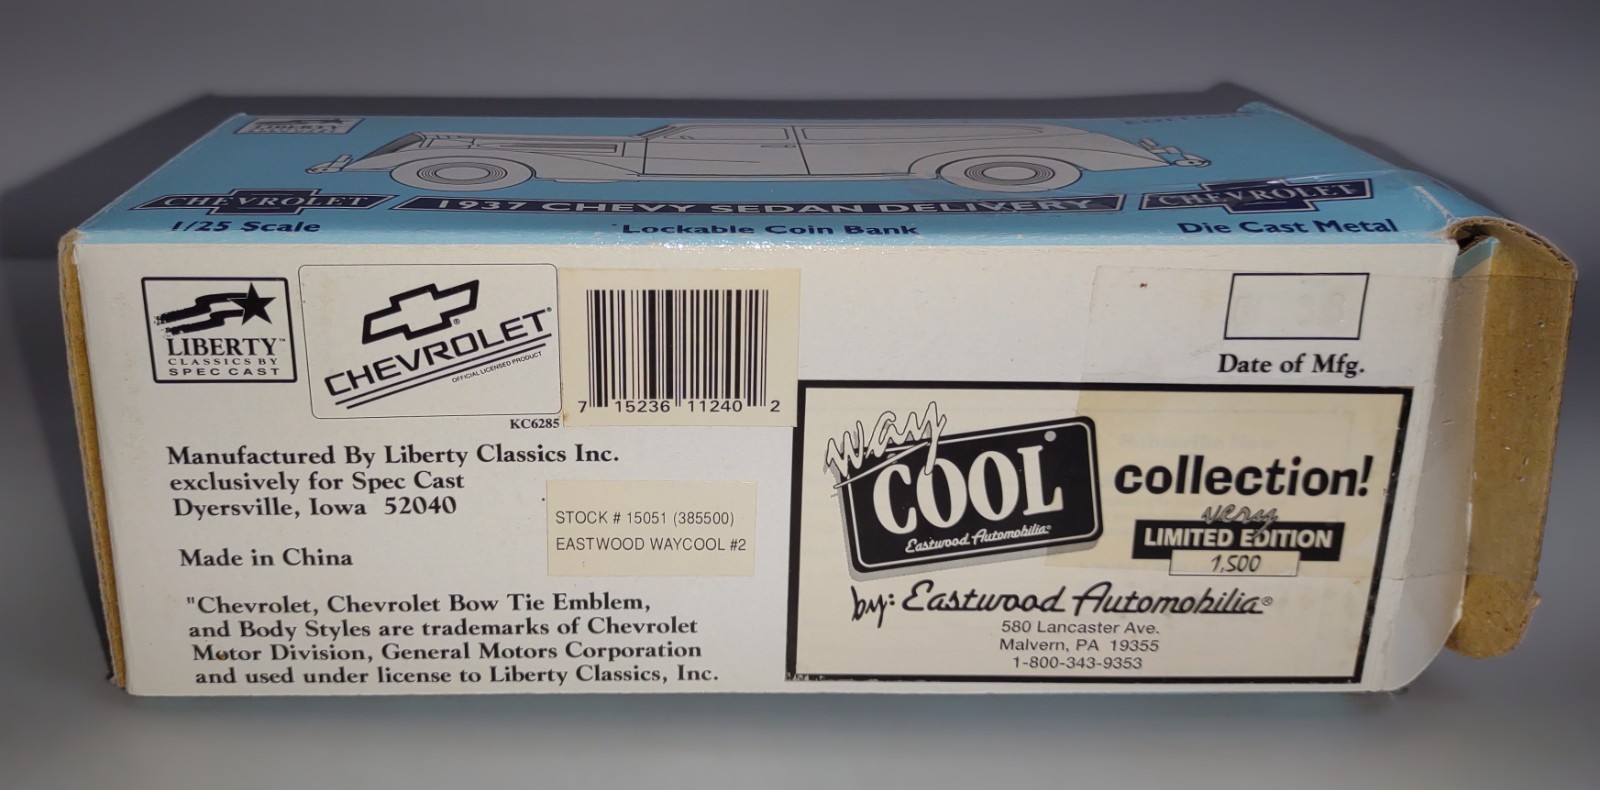 LIBERTY
CHEVROLET
1937 CHEVY SEDAN DELIVERY
CHEVROLET
1/25 Scale
Lockable Coin Bank
Die Cast Metal
LIBERTY™
CLASSICS BY
SPEC CAST
CHEVROLET®
OFFICIAL LICENSED PRODUCT
KC6285
7 15236 11240 2
Manufactured By Liberty Classics Inc.
exclusively for Spec Cast
Dyersville, Iowa 52040
Made in China
STOCK # 15051 (385500)
EASTWOOD WAYCOOL #2
"Chevrolet, Chevrolet Bow Tie Emblem,
and Body Styles are trademarks of Chevrolet
Motor Division, General Motors Corporation
and used under license to Liberty Classics, Inc.
Date of Mfg.
way
COOL
Eastwood Automobilia®
collection!
very
LIMITED EDITION
1,500
by: Eastwood Automobilia®
580 Lancaster Ave.
Malvern, PA 19355
1-800-343-9353